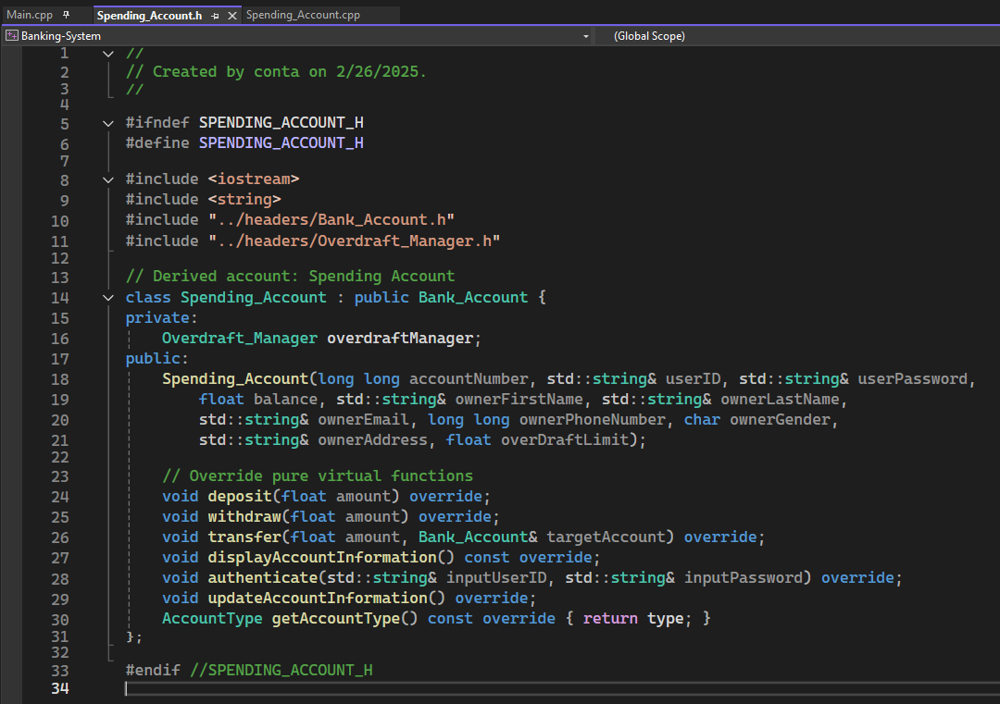 Main.cpp Spending_Account.h Spending_Account.cpp
Banking-System (Global Scope)
1 //
2 // Created by conta on 2/26/2025.
3 //
4
5 #ifndef SPENDING_ACCOUNT_H
6 #define SPENDING_ACCOUNT_H
7
8 #include <iostream>
9 #include <string>
10 #include "../headers/Bank_Account.h"
11 #include "../headers/Overdraft_Manager.h"
12
13 // Derived account: Spending Account
14 class Spending_Account : public Bank_Account {
15 private:
16     Overdraft_Manager overdraftManager;
17 public:
18     Spending_Account(long long accountNumber, std::string& userID, std::string& userPassword,
19         float balance, std::string& ownerFirstName, std::string& ownerLastName,
20         std::string& ownerEmail, long long ownerPhoneNumber, char ownerGender,
21         std::string& ownerAddress, float overDraftLimit);
22
23     // Override pure virtual functions
24     void deposit(float amount) override;
25     void withdraw(float amount) override;
26     void transfer(float amount, Bank_Account& targetAccount) override;
27     void displayAccountInformation() const override;
28     void authenticate(std::string& inputUserID, std::string& inputPassword) override;
29     void updateAccountInformation() override;
30     AccountType getAccountType() const override { return type; }
31 };
32
33 #endif //SPENDING_ACCOUNT_H
34